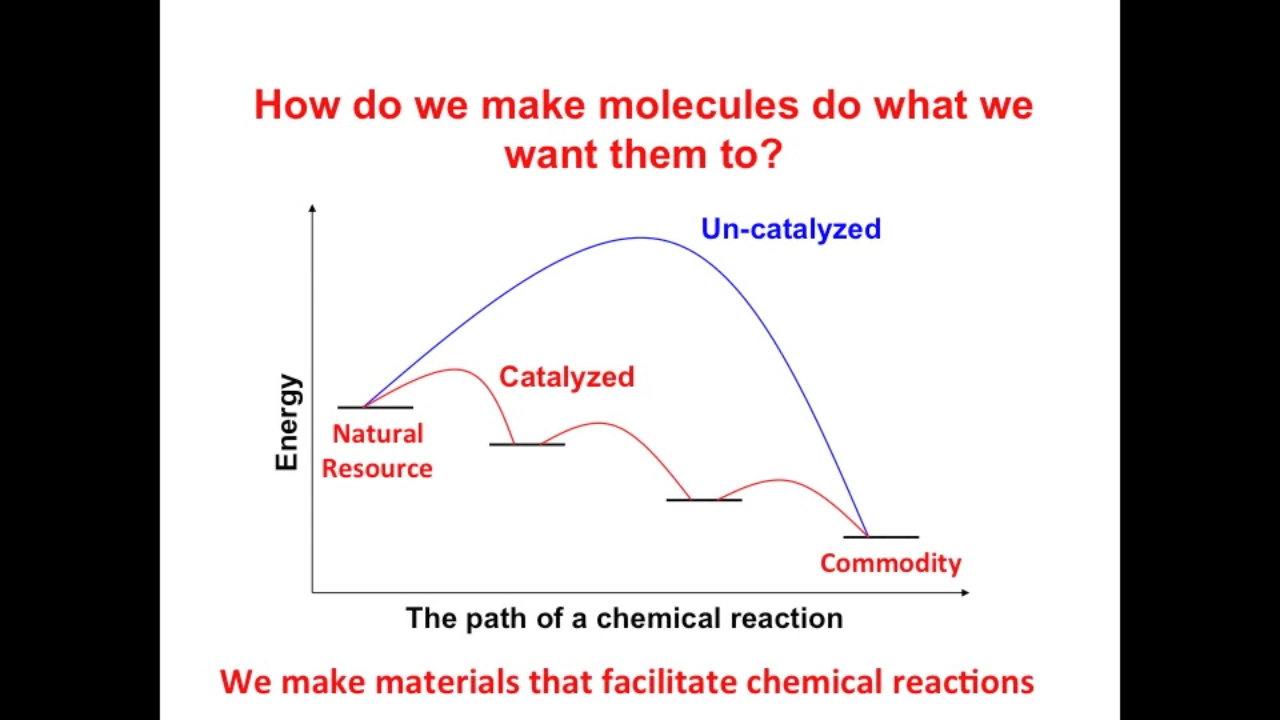 How do we make molecules do what we
want them to?
Un-catalyzed
Catalyzed
Energy
Natural
Resource
Commodity
The path of a chemical reaction
We make materials that facilitate chemical reactions